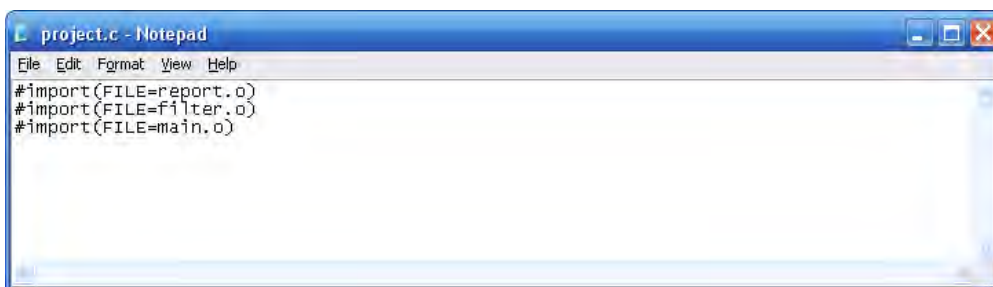 project.c - Notepad
File Edit Format View Help
#import(FILE=report.o)
#import(FILE=filter.o)
#import(FILE=main.o)